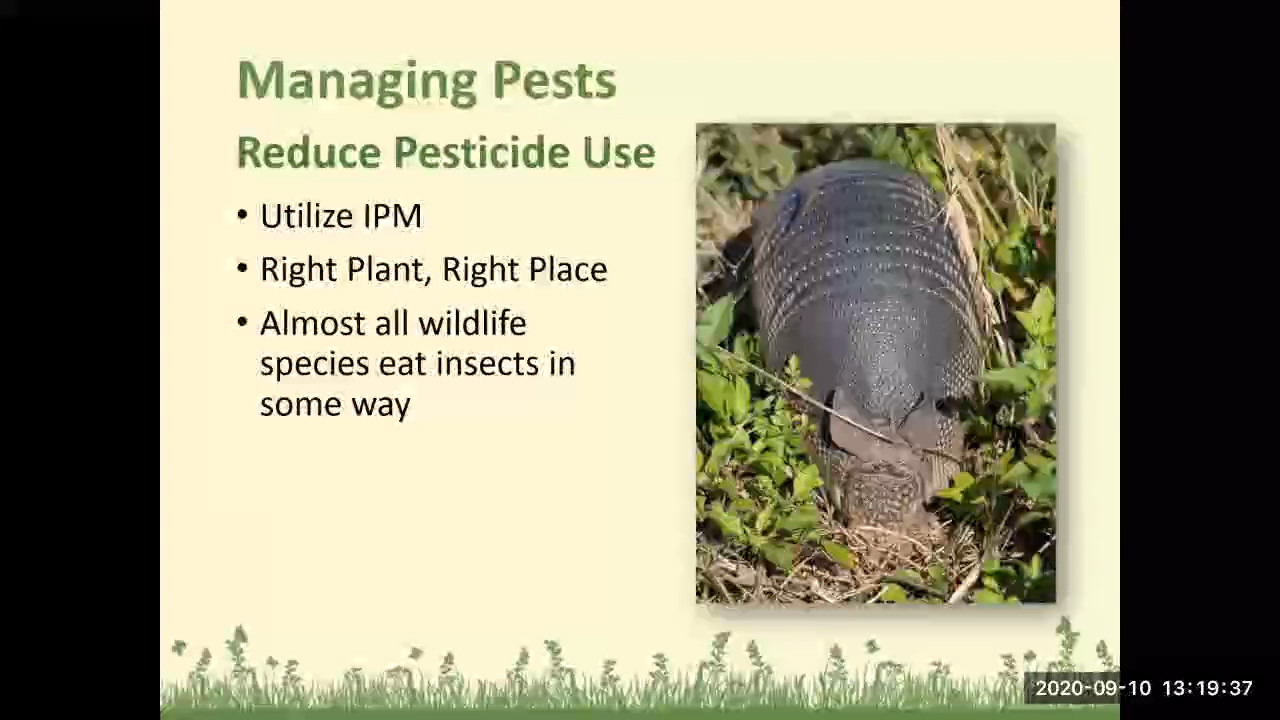 Managing Pests
Reduce Pesticide Use
• Utilize IPM
• Right Plant, Right Place
• Almost all wildlife
species eat insects in
some way
2020-09-10 13:19:37